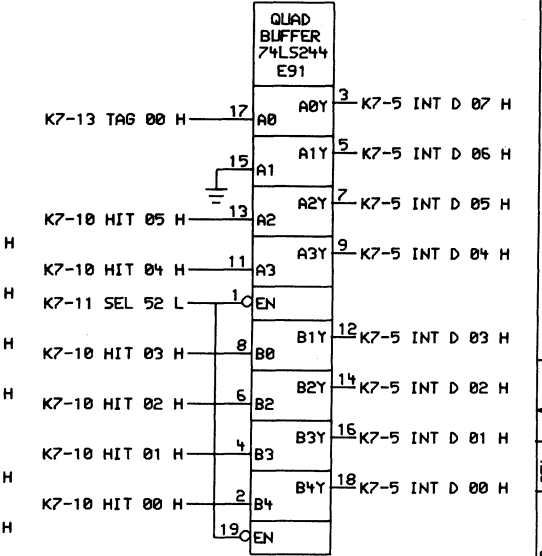 QUAD
BUFFER
74LS244
E91
K7-13 TAG 00 H 17 A0 A0Y 3 K7-5 INT D 07 H
15 A1 A1Y 5 K7-5 INT D 06 H
K7-10 HIT 05 H 13 A2 A2Y 7 K7-5 INT D 05 H
H
K7-10 HIT 04 H 11 A3 A3Y 9 K7-5 INT D 04 H
H
K7-11 SEL 52 L 1 EN
H
K7-10 HIT 03 H 8 B0 B1Y 12 K7-5 INT D 03 H
H
K7-10 HIT 02 H 6 B2 B2Y 14 K7-5 INT D 02 H
K7-10 HIT 01 H 4 B3 B3Y 16 K7-5 INT D 01 H
H
K7-10 HIT 00 H 2 B4 B4Y 18 K7-5 INT D 00 H
H
19 EN